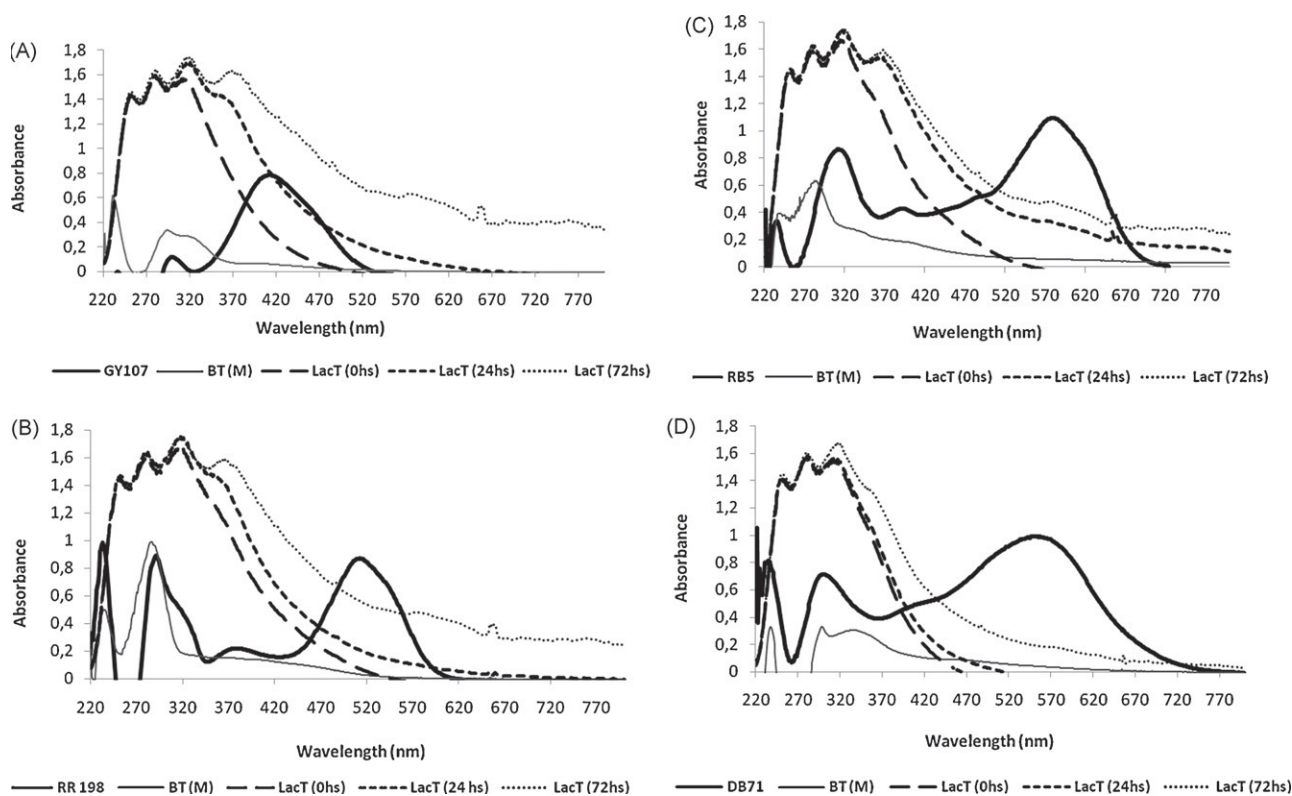 (A)
1,8
1,6
1,4
1,2
1
0,8
0,6
0,4
0,2
0
Absorbance
220 270 320 370 420 470 520 570 620 670 720 770
Wavelength (nm)
GY107 BT (M) LacT (0hs) LacT (24hs) LacT (72hs)
(B)
1,8
1,6
1,4
1,2
1
0,8
0,6
0,4
0,2
0
Absorbance
220 270 320 370 420 470 520 570 620 670 720 770
Wavelength (nm)
RR 198 BT (M) LacT (0hs) LacT (24 hs) LacT (72hs)
(C)
1,8
1,6
1,4
1,2
1
0,8
0,6
0,4
0,2
0
Absorbance
220 270 320 370 420 470 520 570 620 670 720 770
Wavelength (nm)
RB5 BT (M) LacT (0hs) LacT (24hs) LacT (72hs)
(D)
1,8
1,6
1,4
1,2
1
0,8
0,6
0,4
0,2
0
Absorbance
220 270 320 370 420 470 520 570 620 670 720 770
Wavelength (nm)
DB71 BT (M) LacT (0hs) LacT (24hs) LacT (72hs)